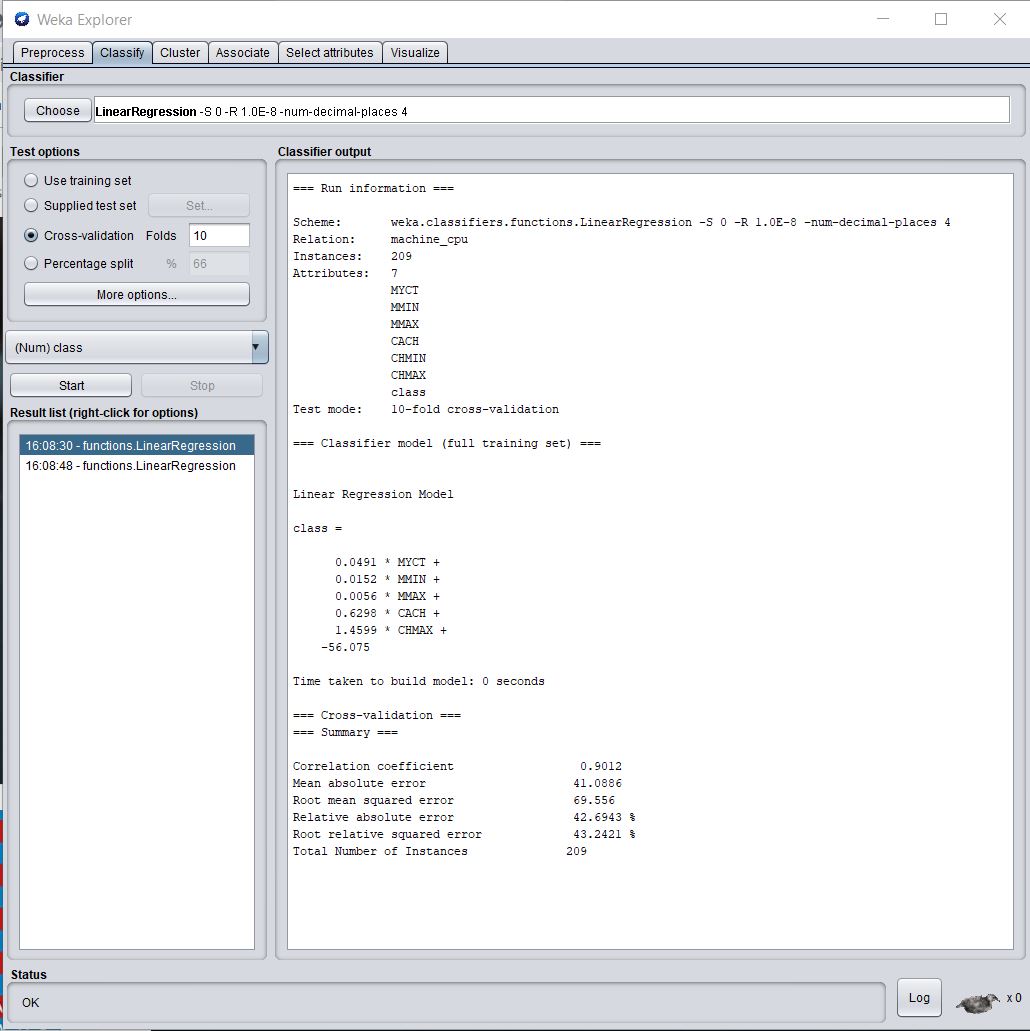 Weka Explorer
Preprocess Classify Cluster Associate Select attributes Visualize
Classifier
Choose LinearRegression -S 0 -R 1.0E-8 -num-decimal-places 4
Test options
Use training set
Supplied test set Set...
Cross-validation Folds 10
Percentage split % 66
More options...
(Num) class
Start Stop
Result list (right-click for options)
16:08:30 - functions.LinearRegression
16:08:48 - functions.LinearRegression
Classifier output
=== Run information ===
Scheme: weka.classifiers.functions.LinearRegression -S 0 -R 1.0E-8 -num-decimal-places 4
Relation: machine_cpu
Instances: 209
Attributes: 7
MYCT
MMIN
MMAX
CACH
CHMIN
CHMAX
class
Test mode: 10-fold cross-validation
=== Classifier model (full training set) ===
Linear Regression Model
class =
0.0491 * MYCT +
0.0152 * MMIN +
0.0056 * MMAX +
0.6298 * CACH +
1.4599 * CHMAX +
-56.075
Time taken to build model: 0 seconds
=== Cross-validation ===
=== Summary ===
Correlation coefficient 0.9012
Mean absolute error 41.0886
Root mean squared error 69.556
Relative absolute error 42.6943 %
Root relative squared error 43.2421 %
Total Number of Instances 209
Status
OK
Log
x 0